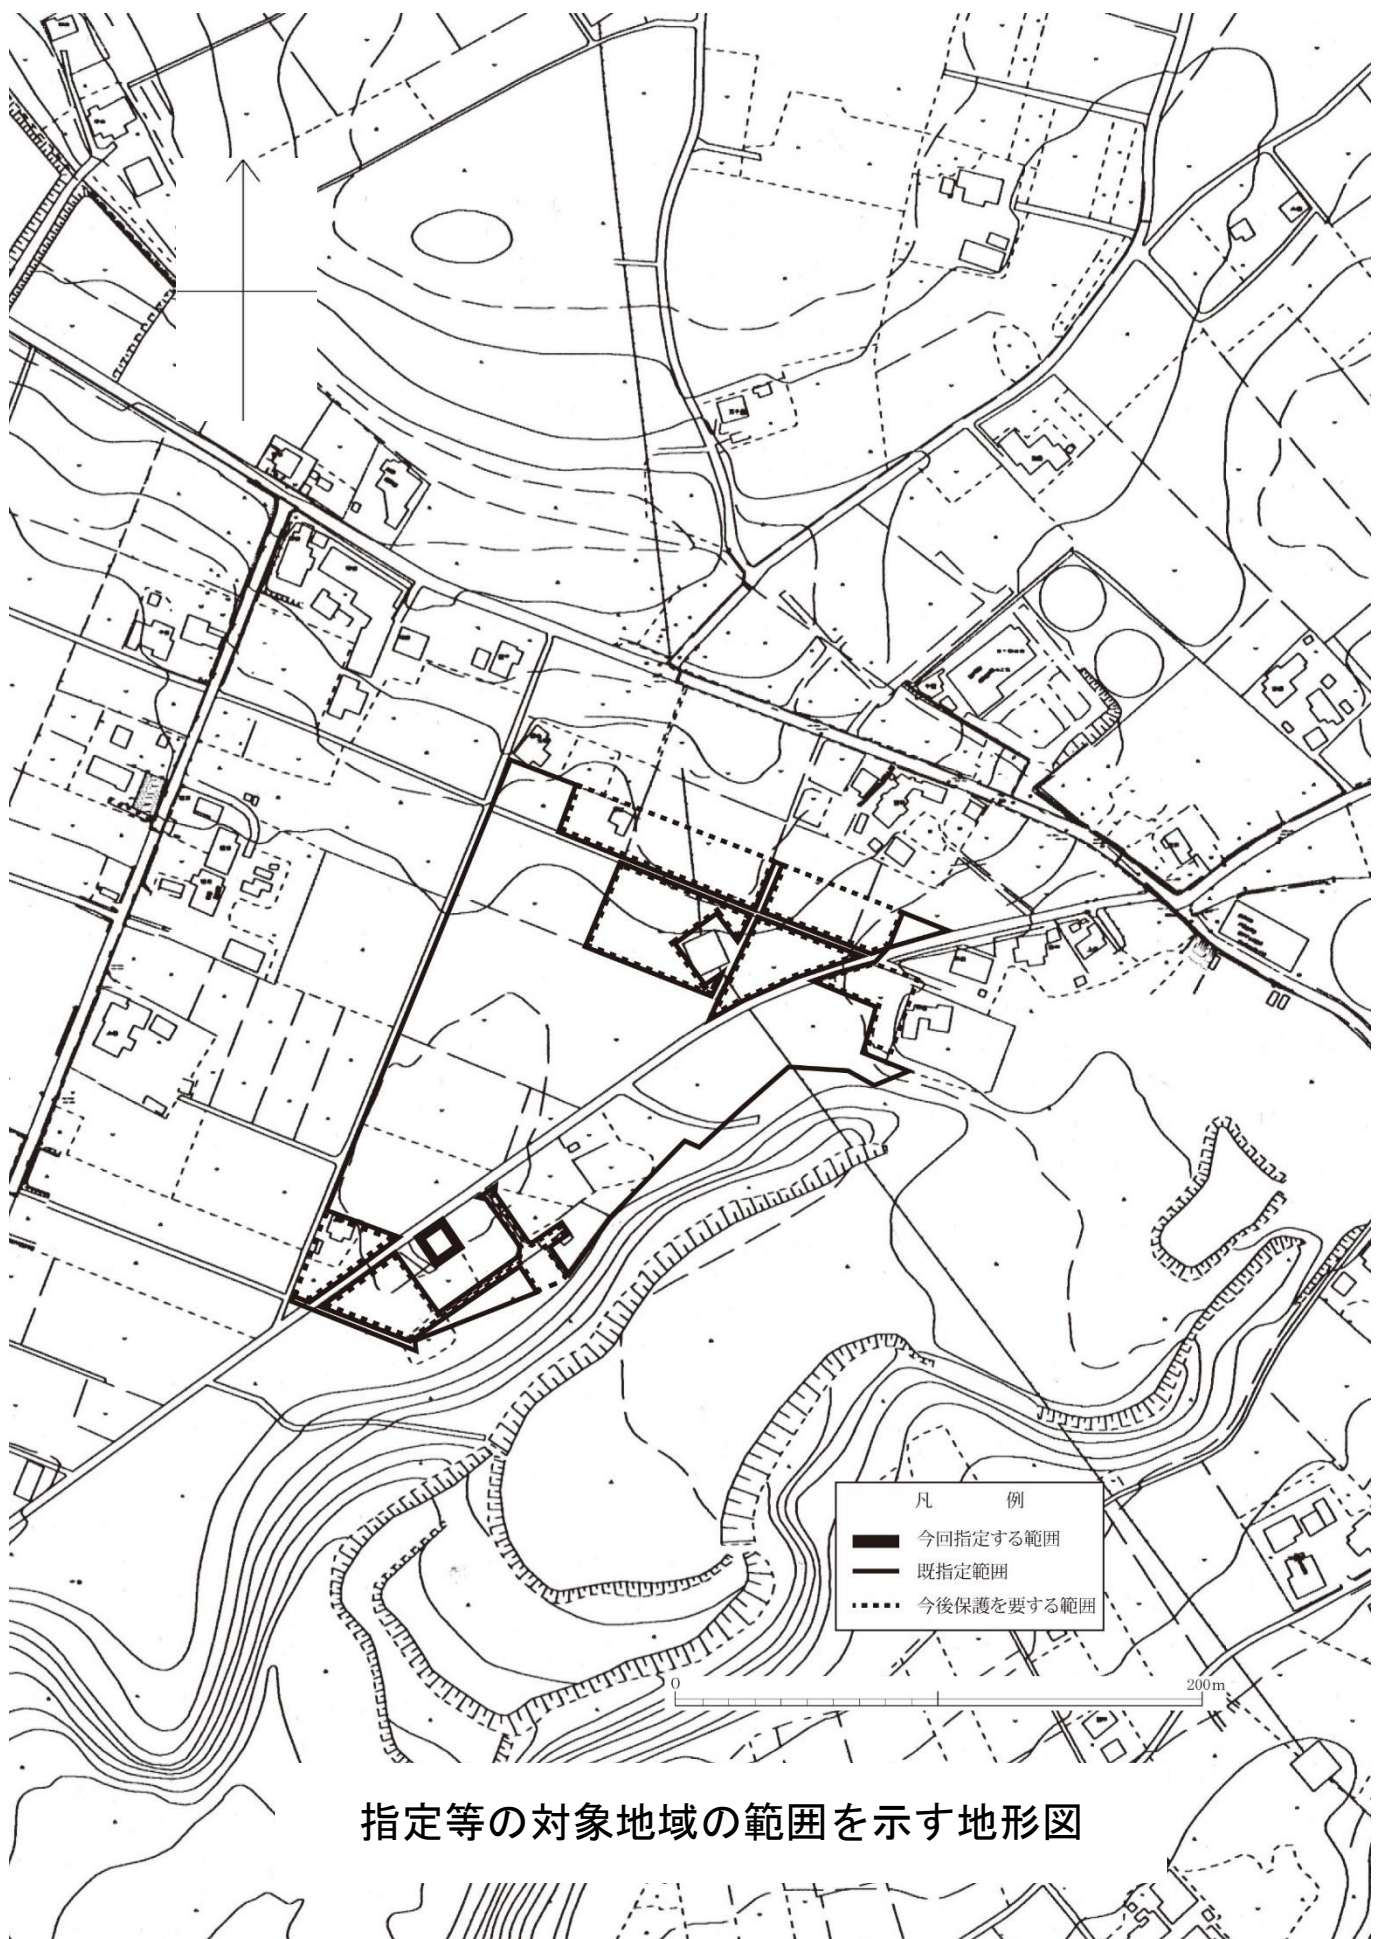 凡 例
今回指定する範囲
既指定範囲
今後保護を要する範囲
0 200m
指定等の対象地域の範囲を示す地形図